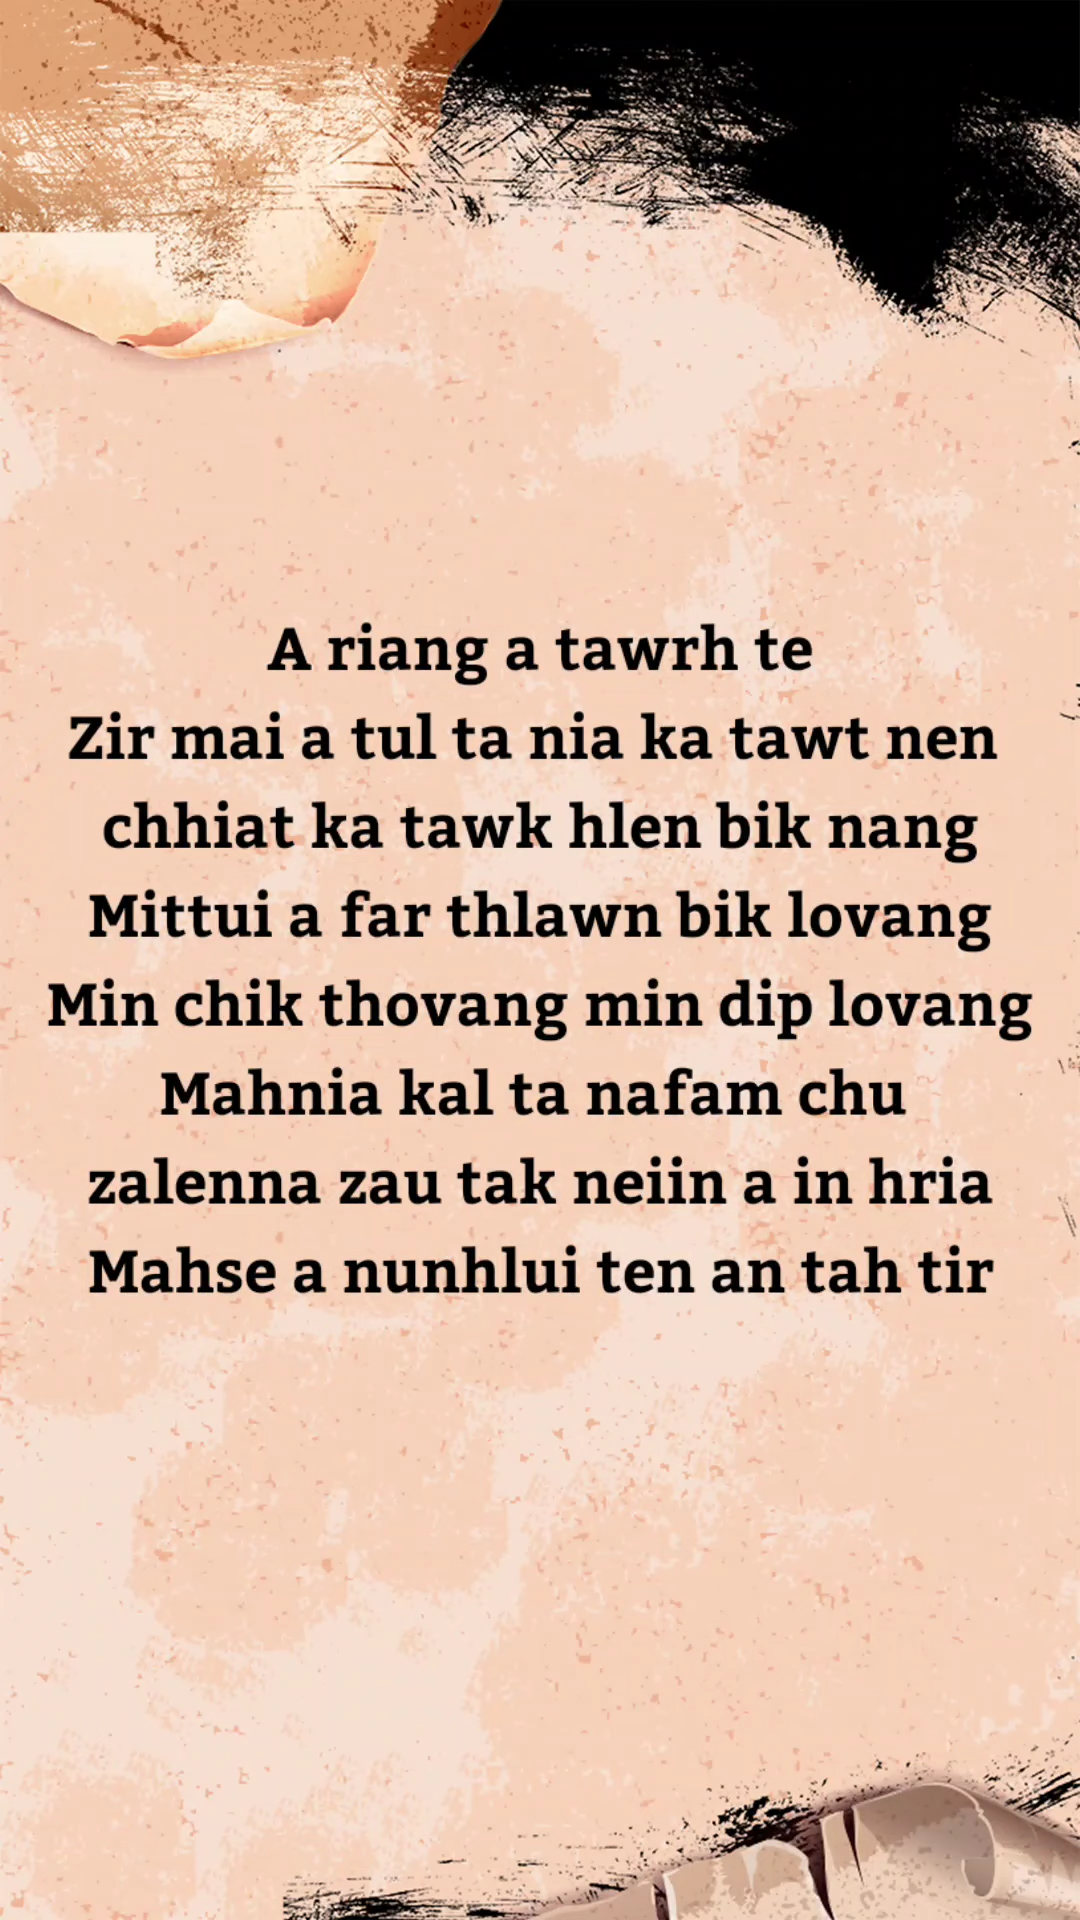 A riang a tawrh te
Zir mai a tul ta nia ka tawt nen
chhiat ka tawk hlen bik nang
Mittui a far thlawn bik lovang
Min chik thovang min dip lovang
Mahnia kal ta nafam chu
zalenna zau tak neiin a in hria
Mahse a nunhlui ten an tah tir